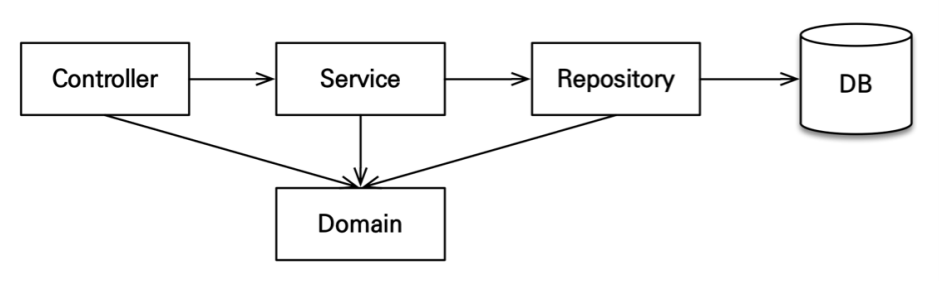 Controller
Service
Repository
DB
Domain